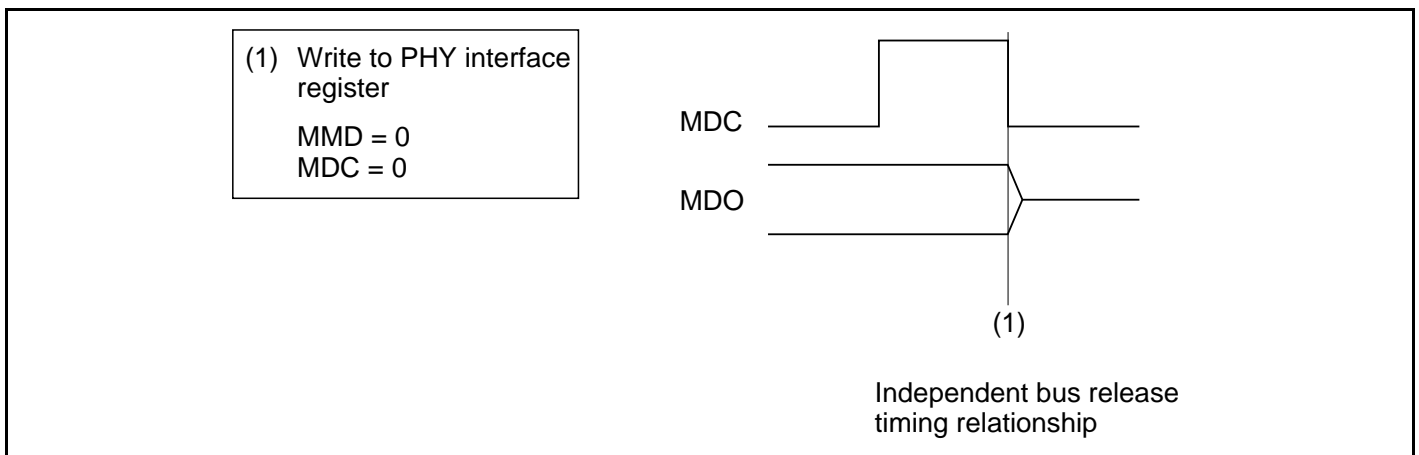 (1) Write to PHY interface
register
MMD = 0
MDC = 0
MDC
MDO
(1)
Independent bus release
timing relationship